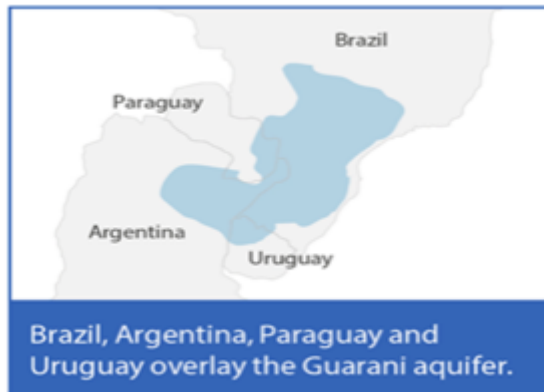 Brazil
Paraguay
Argentina
Uruguay
Brazil, Argentina, Paraguay and
Uruguay overlay the Guarani aquifer.